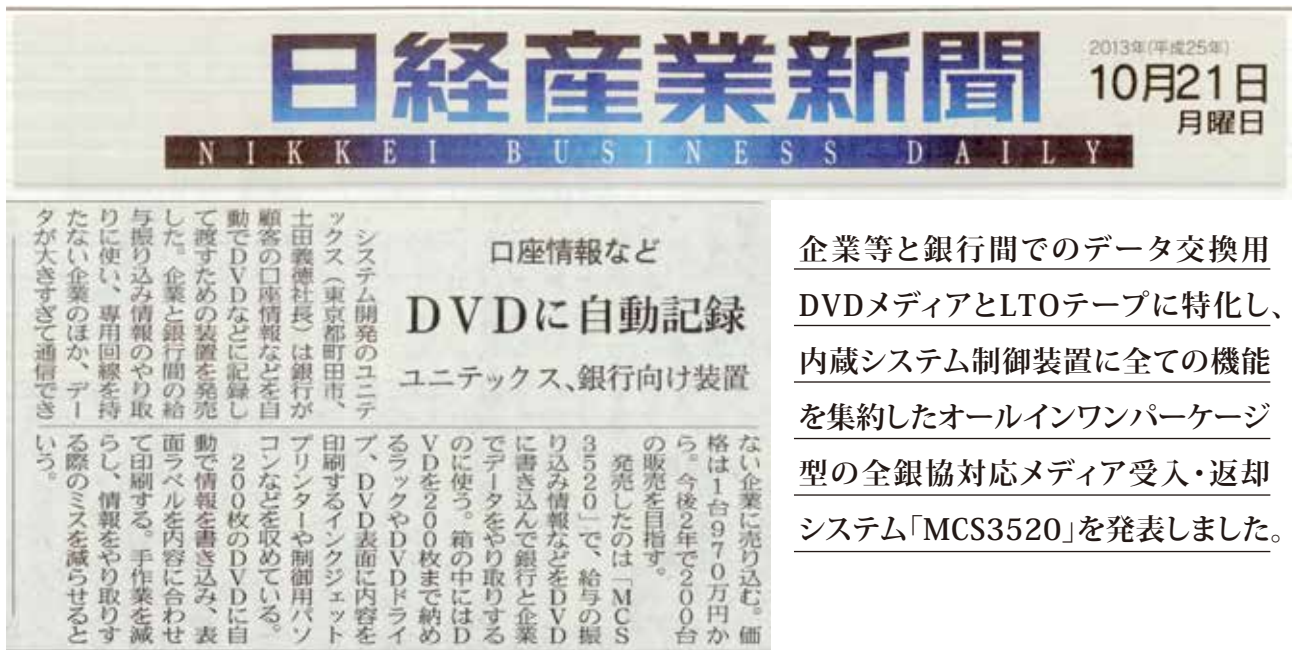 日経産業新聞
NIKKEI BUSINESS DAILY
2013年(平成25年)
10月21日
月曜日
口座情報など
DVDに自動記録
ユニテックス、銀行向け装置
システム開発のユニテ
ックス(東京都町田市、
土田義徳社長)は銀行が
顧客の口座情報などを自
動でDVDなどに記録し
て渡すための装置を発売
した。企業と銀行間の給
与振り込み情報のやり取
りに使い、専用回線を持
たない企業のほか、デー
タが大きすぎて通信でき
ない企業に売り込む。価
格は1台970万円か
ら。今後2年で200台
の販売を目指す。
発売したのは「MCS
3520」で、給与の振
り込み情報などをDVD
に書き込んで銀行と企業
でデータをやり取りする
のに使う。箱の中にはD
VDを200枚まで納め
るラックやDVDドライ
ブ、DVD表面に内容を
印刷するインクジェット
プリンターや制御用パソ
コンなどを収めている。
200枚のDVDに自
動で情報を書き込み、表
面ラベルを内容に合わせ
て印刷する。手作業を減
らし、情報をやり取りす
る際のミスを減らせると
いう。
企業等と銀行間でのデータ交換用
DVDメディアとLTOテープに特化し、
内蔵システム制御装置に全ての機能
を集約したオールインワンパーケージ
型の全銀協対応メディア受入・返却
システム「MCS3520」を発表しました。